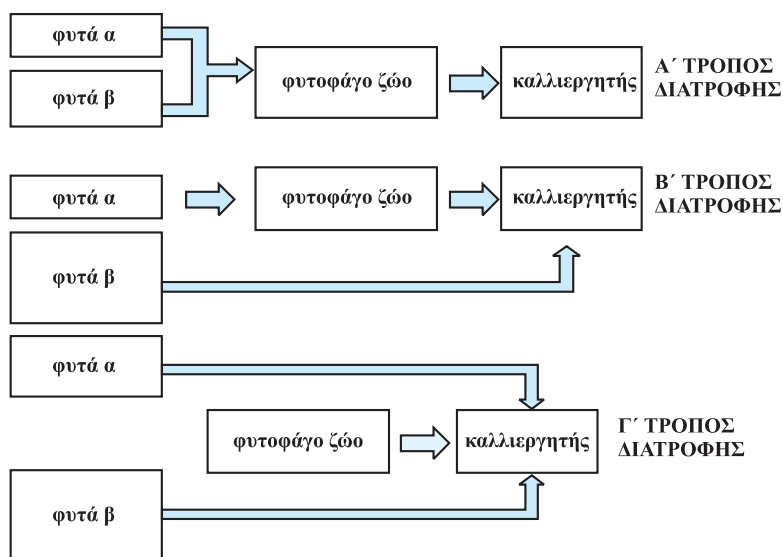 φυτά α
φυτά β
φυτοφάγο ζώο
καλλιεργητής
Α΄ ΤΡΟΠΟΣ
ΔΙΑΤΡΟΦΗΣ
φυτά α
φυτοφάγο ζώο
καλλιεργητής
Β΄ ΤΡΟΠΟΣ
ΔΙΑΤΡΟΦΗΣ
φυτά β
φυτά α
φυτοφάγο ζώο
καλλιεργητής
Γ΄ ΤΡΟΠΟΣ
ΔΙΑΤΡΟΦΗΣ
φυτά β